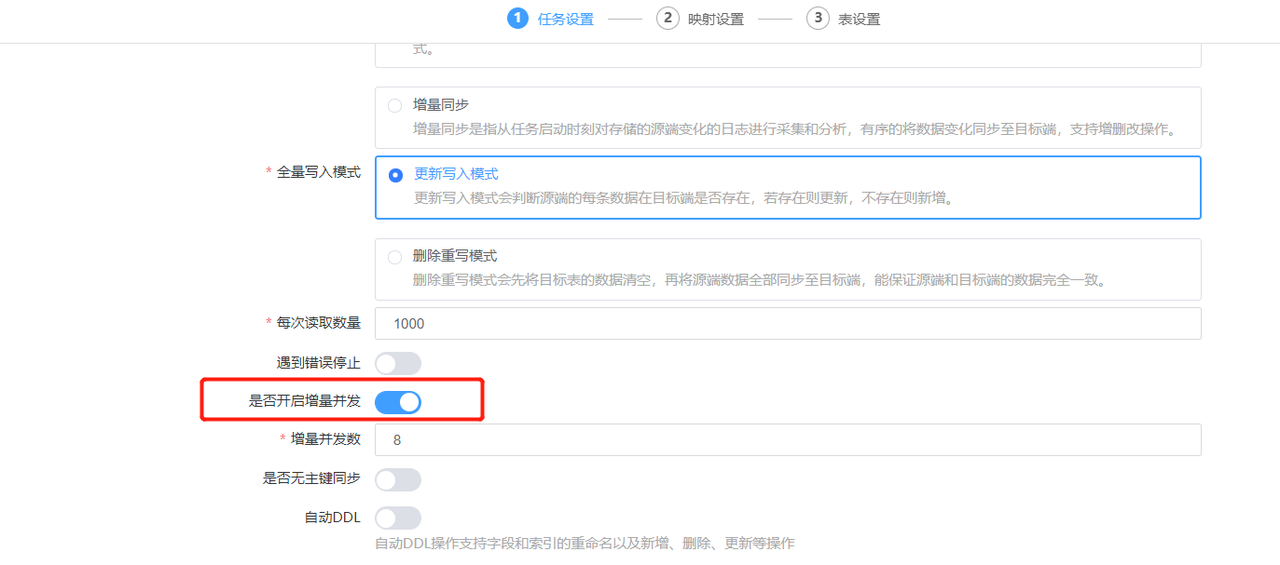 1 任务设置 2 映射设置 3 表设置
式。
增量同步
增量同步是指从任务启动时刻对存储的源端变化的日志进行采集和分析，有序的将数据变化同步至目标端，支持增删改操作。
* 全量写入模式
更新写入模式
更新写入模式会判断源端的每条数据在目标端是否存在，若存在则更新，不存在则新增。
删除重写模式
删除重写模式会先将目标表的数据清空，再将源端数据全部同步至目标端，能保证源端和目标端的数据完全一致。
* 每次读取数量 1000
遇到错误停止
是否开启增量并发
* 增量并发数 8
是否无主键同步
自动DDL
自动DDL操作支持字段和索引的重命名以及新增、删除、更新等操作